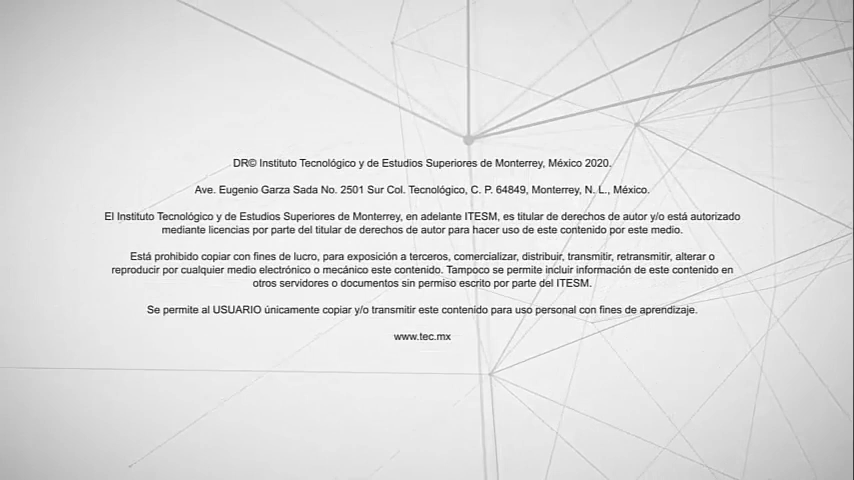 DR© Instituto Tecnológico y de Estudios Superiores de Monterrey, México 2020.
Ave. Eugenio Garza Sada No. 2501 Sur Col. Tecnológico, C. P. 64849, Monterrey, N. L., México.
El Instituto Tecnológico y de Estudios Superiores de Monterrey, en adelante ITESM, es titular de derechos de autor y/o está autorizado
mediante licencias por parte del titular de derechos de autor para hacer uso de este contenido por este medio.
Está prohibido copiar con fines de lucro, para exposición a terceros, comercializar, distribuir, transmitir, retransmitir, alterar o
reproducir por cualquier medio electrónico o mecánico este contenido. Tampoco se permite incluir información de este contenido en
otros servidores o documentos sin permiso escrito por parte del ITESM.
Se permite al USUARIO únicamente copiar y/o transmitir este contenido para uso personal con fines de aprendizaje.
www.tec.mx